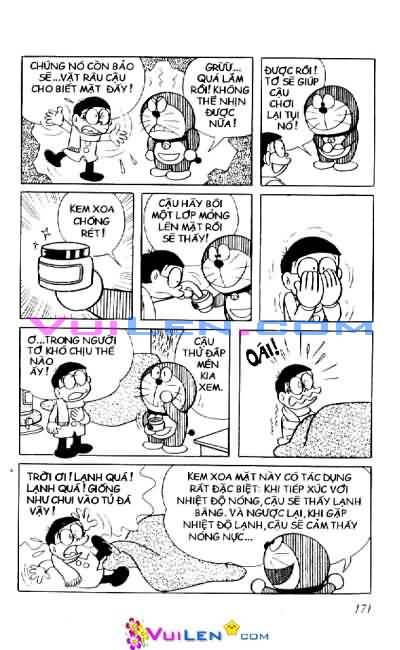 CHÚNG NÓ CÒN BẢO
SẼ...VẶT RÂU CẬU
CHO BIẾT MẶT ĐẤY!
GRỪỪ...
QUÁ LẮM
RỒI! KHÔNG
THỂ NHỊN
ĐƯỢC
NỮA!
ĐƯỢC RỒI!
TỚ SẼ GIÚP
CẬU
CHƠI
LẠI TỤI
NÓ!
KEM XOA
CHỐNG
RÉT!
CẬU HÃY BÔI
MỘT LỚP MỎNG
LÊN MẶT RỒI
SẼ THẤY!
VUILEN.COM
Ơ...TRONG NGƯỜI
TỚ KHÓ CHỊU THẾ
NÀO
ẤY!
CẬU
THỬ ĐẮP
MỀN
KIA
XEM.
OÁI!
TRỜI ƠI! LẠNH QUÁ!
LẠNH QUÁ! GIỐNG
NHƯ CHUI VÀO TỦ ĐÁ
VẬY!
KEM XOA MẶT NÀY CÓ TÁC DỤNG
RẤT ĐẶC BIỆT: KHI TIẾP XÚC VỚI
NHIỆT ĐỘ NÓNG, CẬU SẼ THẤY LẠNH
BĂNG. VÀ NGƯỢC LẠI, KHI GẶP
NHIỆT ĐỘ LẠNH, CẬU SẼ CẢM THẤY
NÓNG NỰC...
171
VUILEN.COM